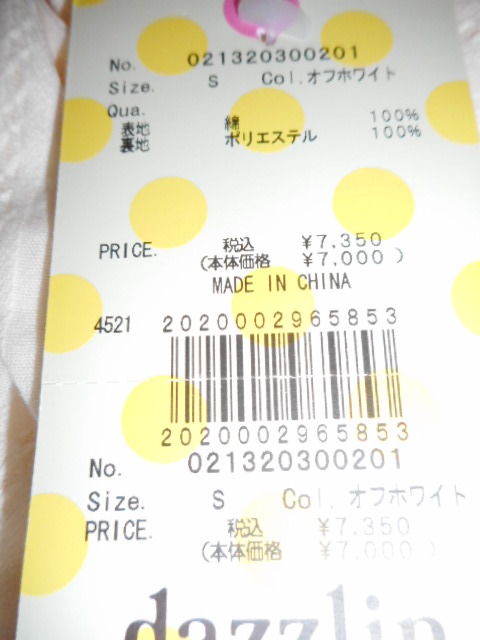 No. 021320300201
Size. S Col.オフホワイト
Qua.
表地 綿 100%
裏地 ポリエステル 100%
PRICE. 税込 ¥7,350
(本体価格 ¥7,000 )
MADE IN CHINA
4521 2020002965853
2020002965853
No. 021320300201
Size. S Col.オフホワイト
PRICE. 税込 ¥7,350
(本体価格 ¥7,000 )
dazzlin